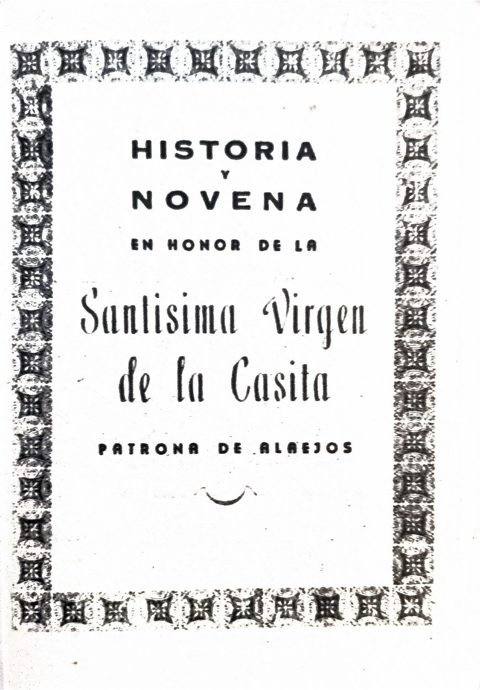 HISTORIA
Y
NOVENA
EN HONOR DE LA
Santisima Virgen
de la Casita
PATRONA DE ALAEJOS